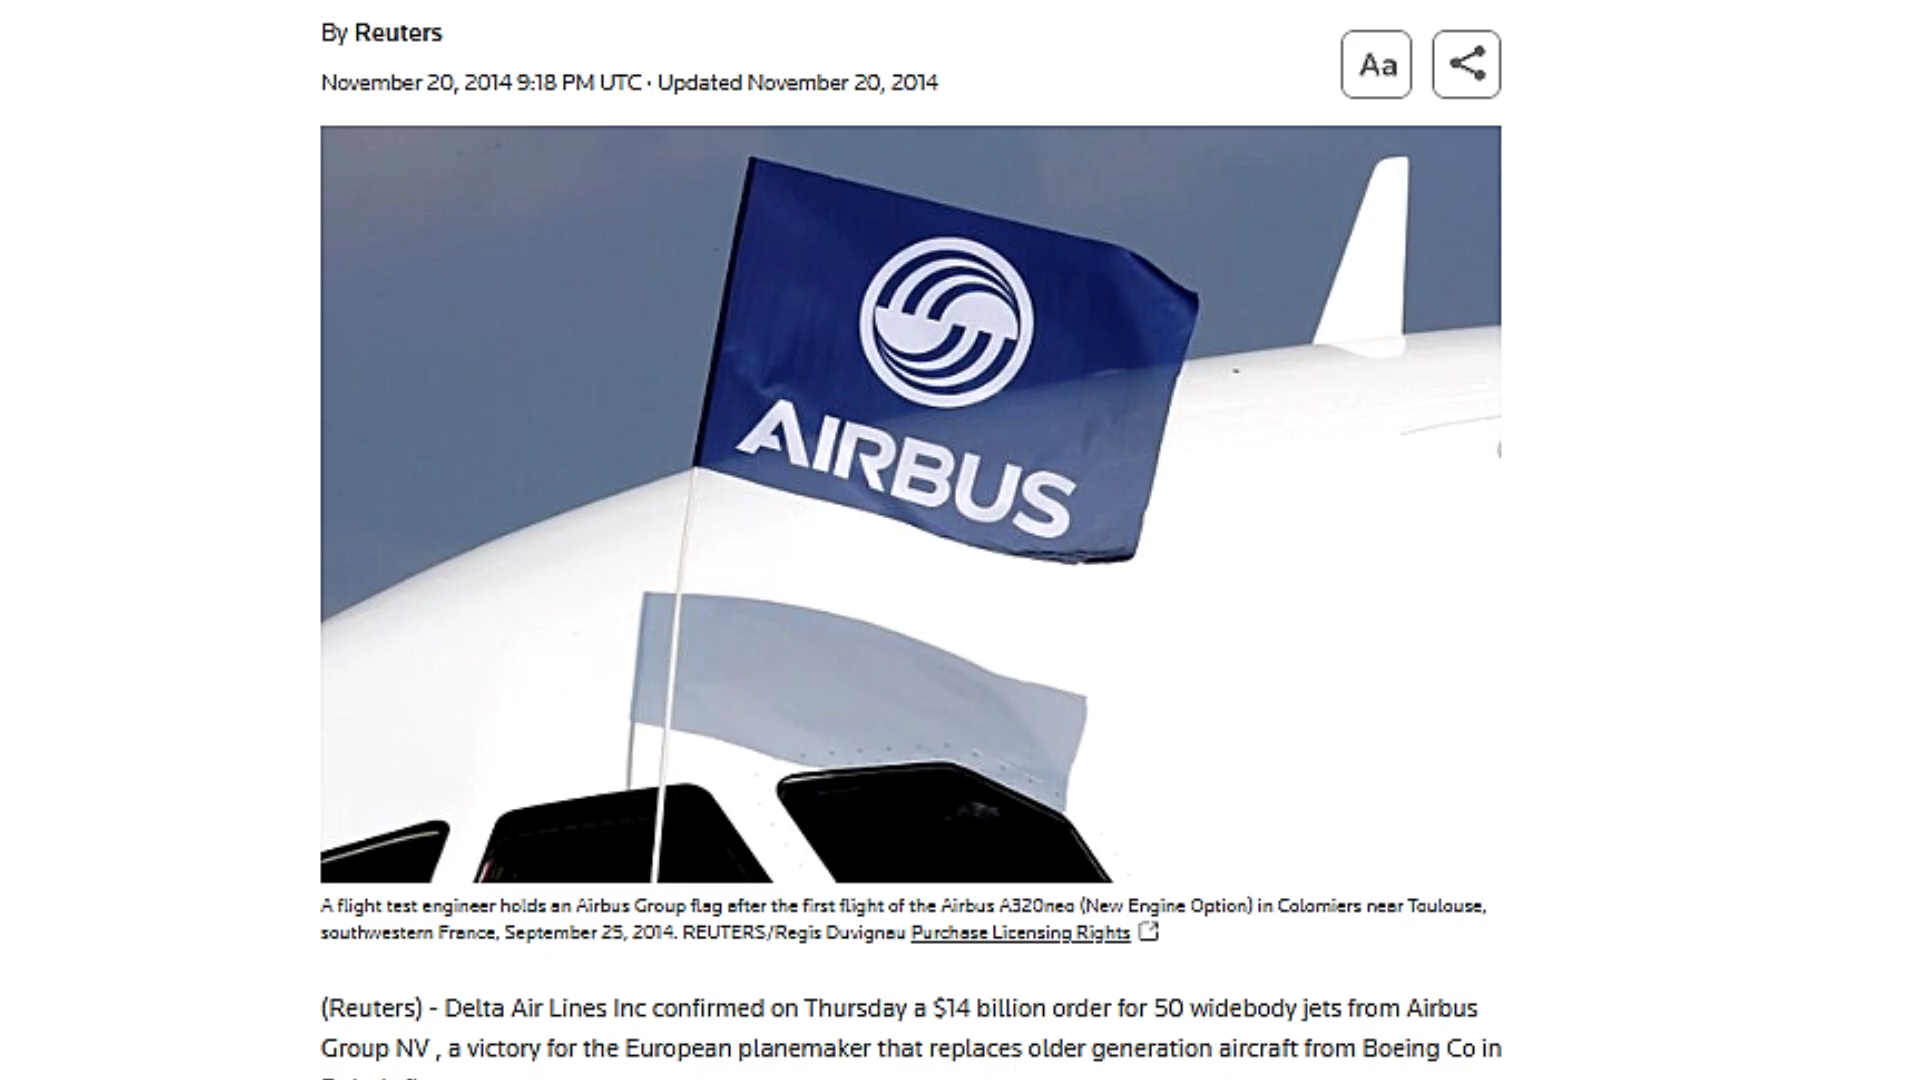 By Reuters
November 20, 2014 9:18 PM UTC · Updated November 20, 2014
Aa
AIRBUS
A flight test engineer holds an Airbus Group flag after the first flight of the Airbus A320neo (New Engine Option) in Colomiers near Toulouse,
southwestern France, September 25, 2014. REUTERS/Regis Duvignau Purchase Licensing Rights
(Reuters) - Delta Air Lines Inc confirmed on Thursday a $14 billion order for 50 widebody jets from Airbus
Group NV , a victory for the European planemaker that replaces older generation aircraft from Boeing Co in